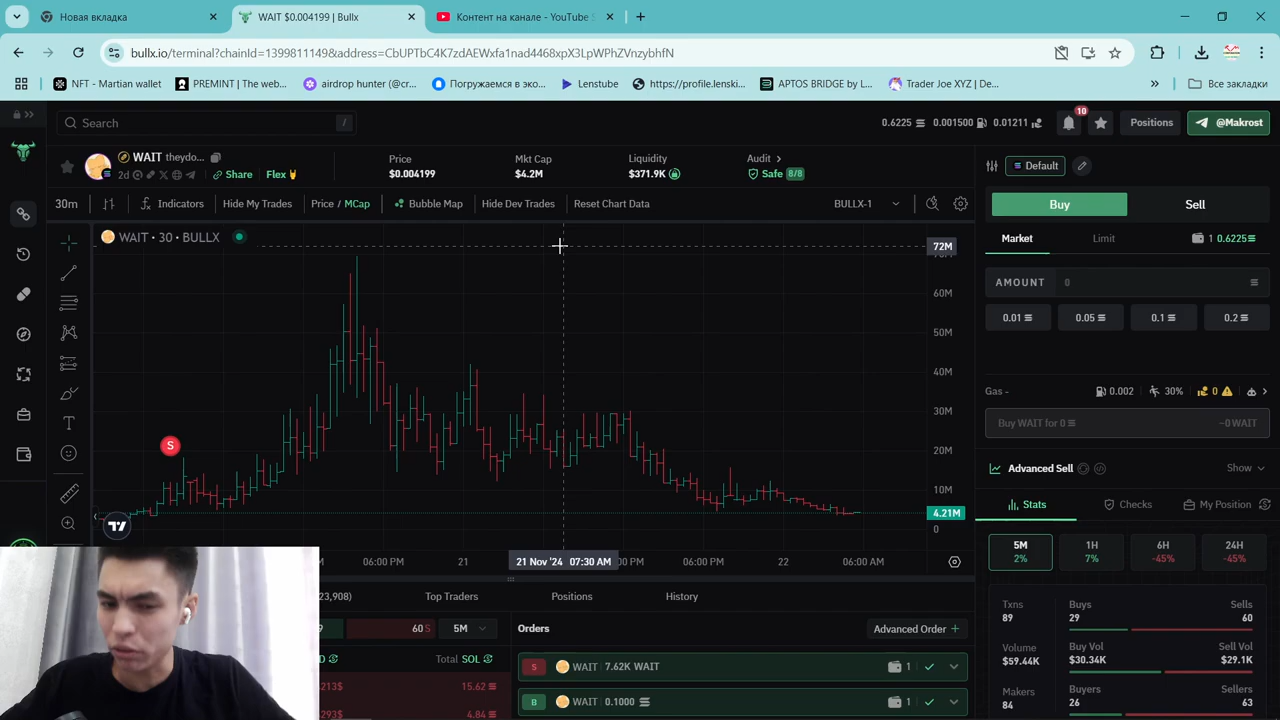 Новая вкладка
WAIT $0.004199 | Bullx
Контент на канале - YouTube S
bullx.io/terminal?chainId=1399811149&address=CbUPTbC4K7zdAEWxfa1nad4468xpX3LpWPhZVnzybhfN
NFT - Martian wallet
PREMINT | The web...
airdrop hunter (@cr...
Погружаемся в эко...
Lenstube
https://profile.lenski...
APTOS BRIDGE by L...
Trader Joe XYZ | De...
Все закладки
Search
/
0.6225
0.001500
0.01211
10
Positions
@Makrost
WAIT theydo...
2d
Share
Flex
Price
$0.004199
Mkt Cap
$4.2M
Liquidity
$371.9K
Audit
Safe 8/8
Default
30m
Indicators
Hide My Trades
Price / MCap
Bubble Map
Hide Dev Trades
Reset Chart Data
BULLX-1
Buy
Sell
WAIT · 30 · BULLX
72M
60M
50M
40M
30M
20M
10M
4.21M
0
S
Market
Limit
1 0.6225
AMOUNT 0
0.01
0.05
0.1
0.2
Gas -
0.002
30%
0
Buy WAIT for 0
~0 WAIT
Advanced Sell
Show
Stats
Checks
My Position
06:00 PM
21
21 Nov '24 07:30 AM
06:00 PM
22
06:00 AM
5M
2%
1H
7%
6H
-45%
24H
-45%
23,908)
Top Traders
Positions
History
60 S
5M
Orders
Advanced Order +
Total SOL
213$
15.62
293$
4.84
S
WAIT 7.62K WAIT
1
B
WAIT 0.1000
1
Txns
89
Buys
29
Sells
60
Volume
$59.44K
Buy Vol
$30.34K
Sell Vol
$29.1K
Makers
84
Buyers
26
Sellers
63